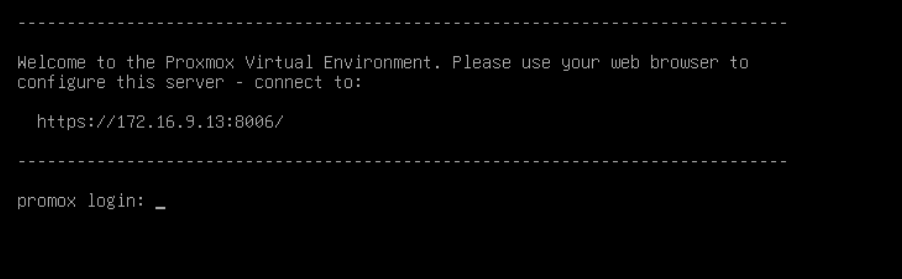 ------------------------------------------------------------------------------
Welcome to the Proxmox Virtual Environment. Please use your web browser to
configure this server - connect to:
https://172.16.9.13:8006/
------------------------------------------------------------------------------
promox login: _